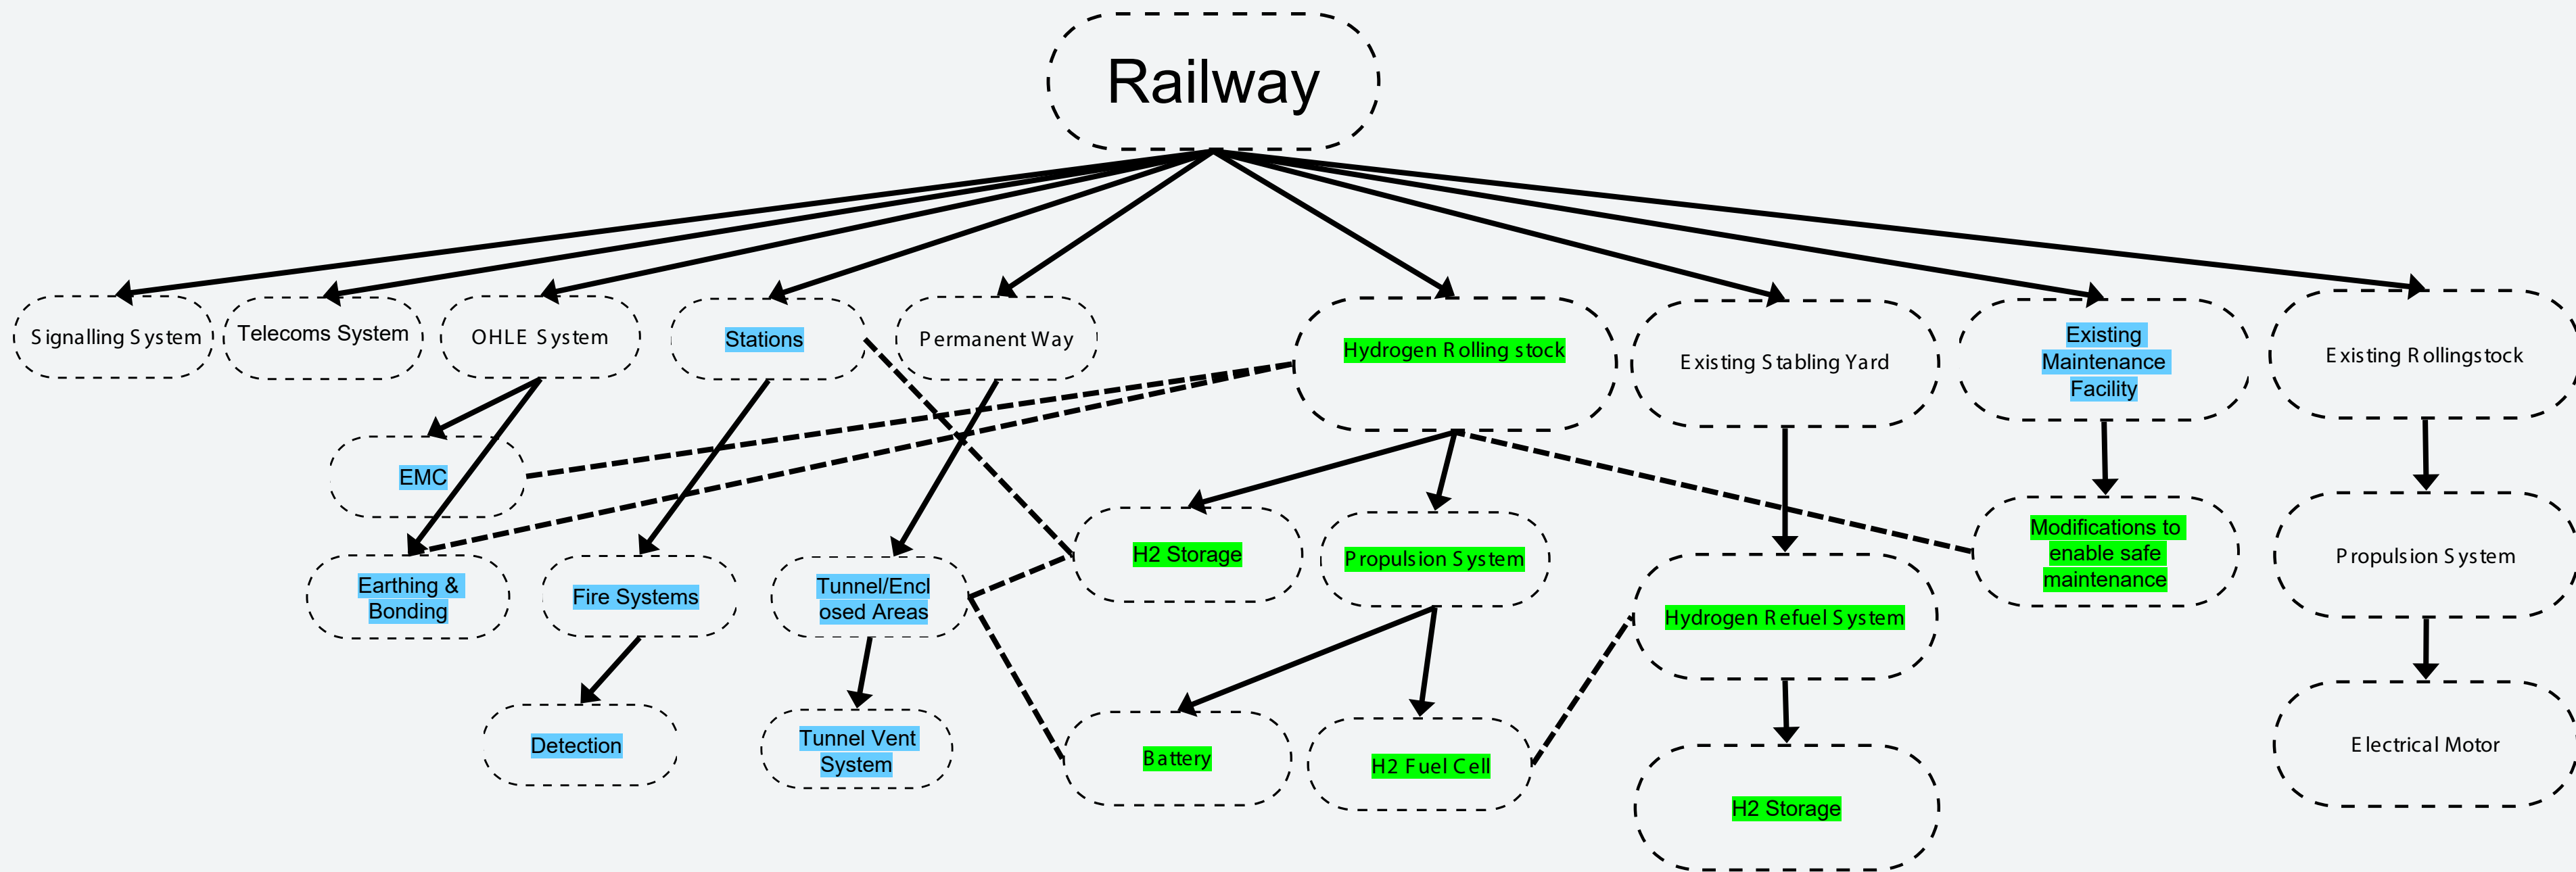 Railway
Signalling System
Telecoms System
OHLE System
Stations
Permanent Way
Hydrogen Rolling stock
Existing Stabling Yard
Existing
Maintenance
Facility
Existing Rollingstock
EMC
Earthing &
Bonding
Fire Systems
Tunnel/Encl
osed Areas
H2 Storage
Propulsion System
Hydrogen Refuel System
Modifications to
enable safe
maintenance
Propulsion System
Detection
Tunnel Vent
System
Battery
H2 Fuel Cell
H2 Storage
Electrical Motor